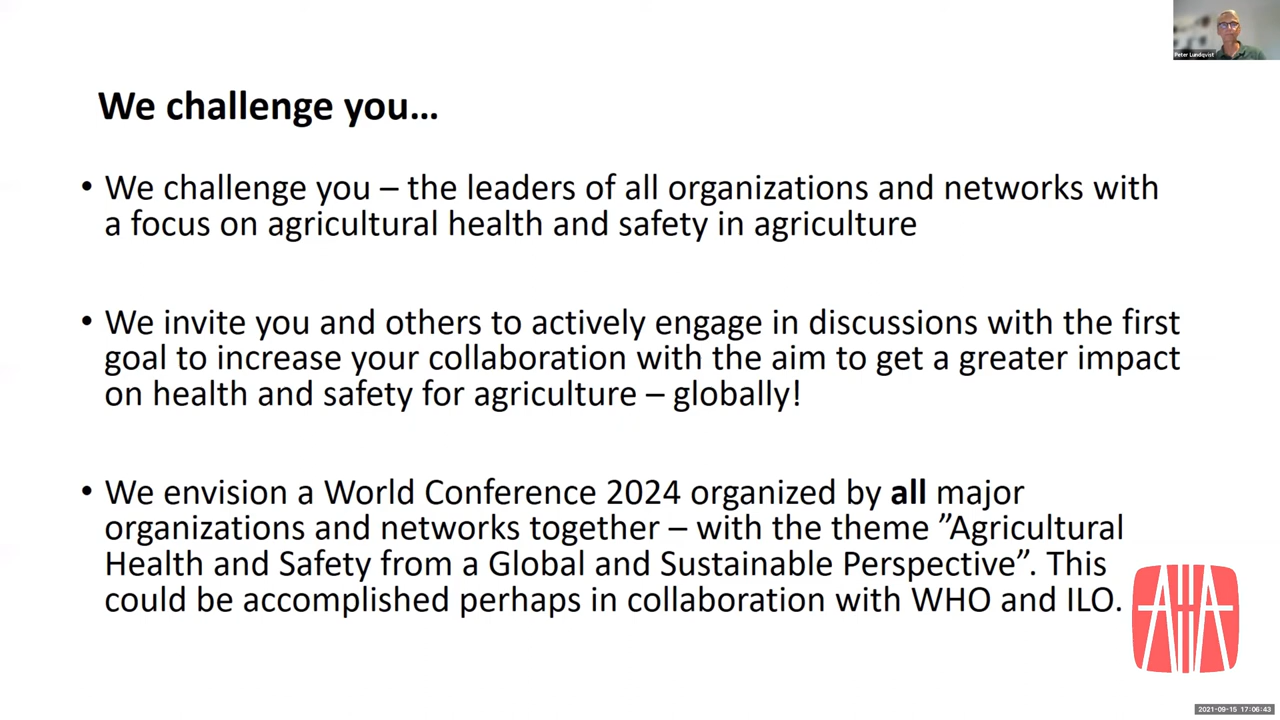 Peter Lundqvist
We challenge you...
• We challenge you – the leaders of all organizations and networks with
a focus on agricultural health and safety in agriculture
• We invite you and others to actively engage in discussions with the first
goal to increase your collaboration with the aim to get a greater impact
on health and safety for agriculture – globally!
• We envision a World Conference 2024 organized by all major
organizations and networks together – with the theme ”Agricultural
Health and Safety from a Global and Sustainable Perspective”. This
could be accomplished perhaps in collaboration with WHO and ILO.
AHA
2021-09-15 17:06:43